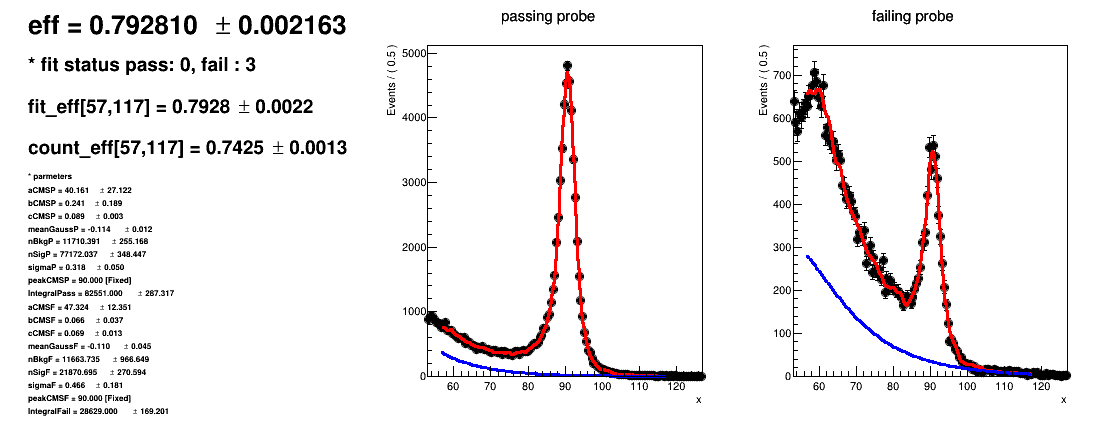 eff = 0.792810 ± 0.002163
* fit status pass: 0, fail : 3
fit_eff[57,117] = 0.7928 ± 0.0022
count_eff[57,117] = 0.7425 ± 0.0013
* parmeters
aCMSP = 40.161 ± 27.122
bCMSP = 0.241 ± 0.189
cCMSP = 0.089 ± 0.003
meanGaussP = -0.114 ± 0.012
nBkgP = 11710.391 ± 255.168
nSigP = 77172.037 ± 348.447
sigmaP = 0.318 ± 0.050
peakCMSP = 90.000 [Fixed]
IntegralPass = 82551.000 ± 287.317
aCMSF = 47.324 ± 12.351
bCMSF = 0.066 ± 0.037
cCMSF = 0.069 ± 0.013
meanGaussF = -0.110 ± 0.045
nBkgF = 11663.735 ± 966.649
nSigF = 21870.695 ± 270.594
sigmaF = 0.466 ± 0.181
peakCMSF = 90.000 [Fixed]
IntegralFail = 28629.000 ± 169.201
passing probe
Events / ( 0.5 )
5000
4000
3000
2000
1000
0
60 70 80 90 100 110 120
x
failing probe
Events / ( 0.5 )
700
600
500
400
300
200
100
0
60 70 80 90 100 110 120
x